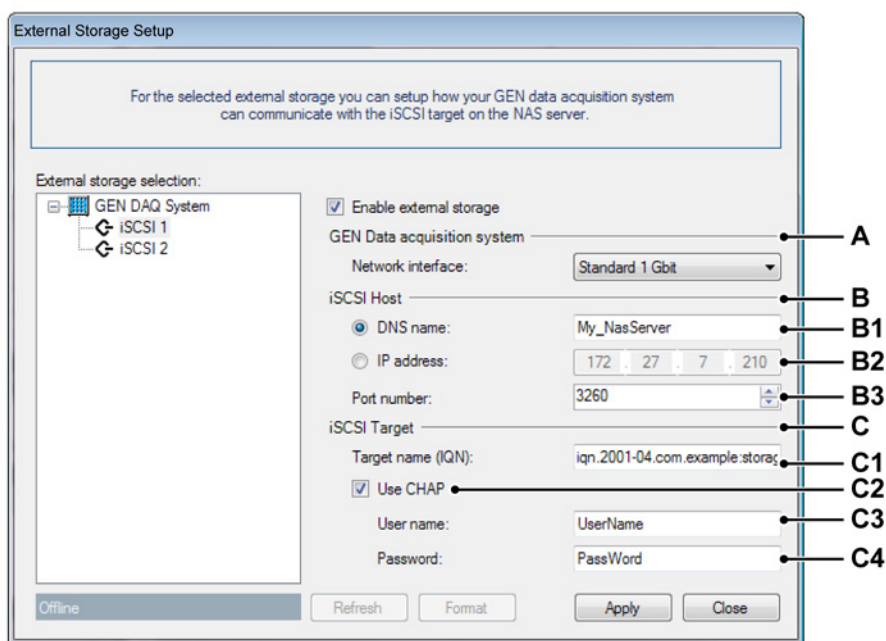 External Storage Setup
For the selected external storage you can setup how your GEN data acquisition system
can communicate with the iSCSI target on the NAS server.
External storage selection:
GEN DAQ System
iSCSI 1
iSCSI 2
Enable external storage
GEN Data acquisition system A
Network interface: Standard 1 Gbit
iSCSI Host B
DNS name: My_NasServer B1
IP address: 172 . 27 . 7 . 210 B2
Port number: 3260 B3
iSCSI Target C
Target name (IQN): iqn.2001-04.com.example:storag C1
Use CHAP C2
User name: UserName C3
Password: PassWord C4
Offline Refresh Format Apply Close